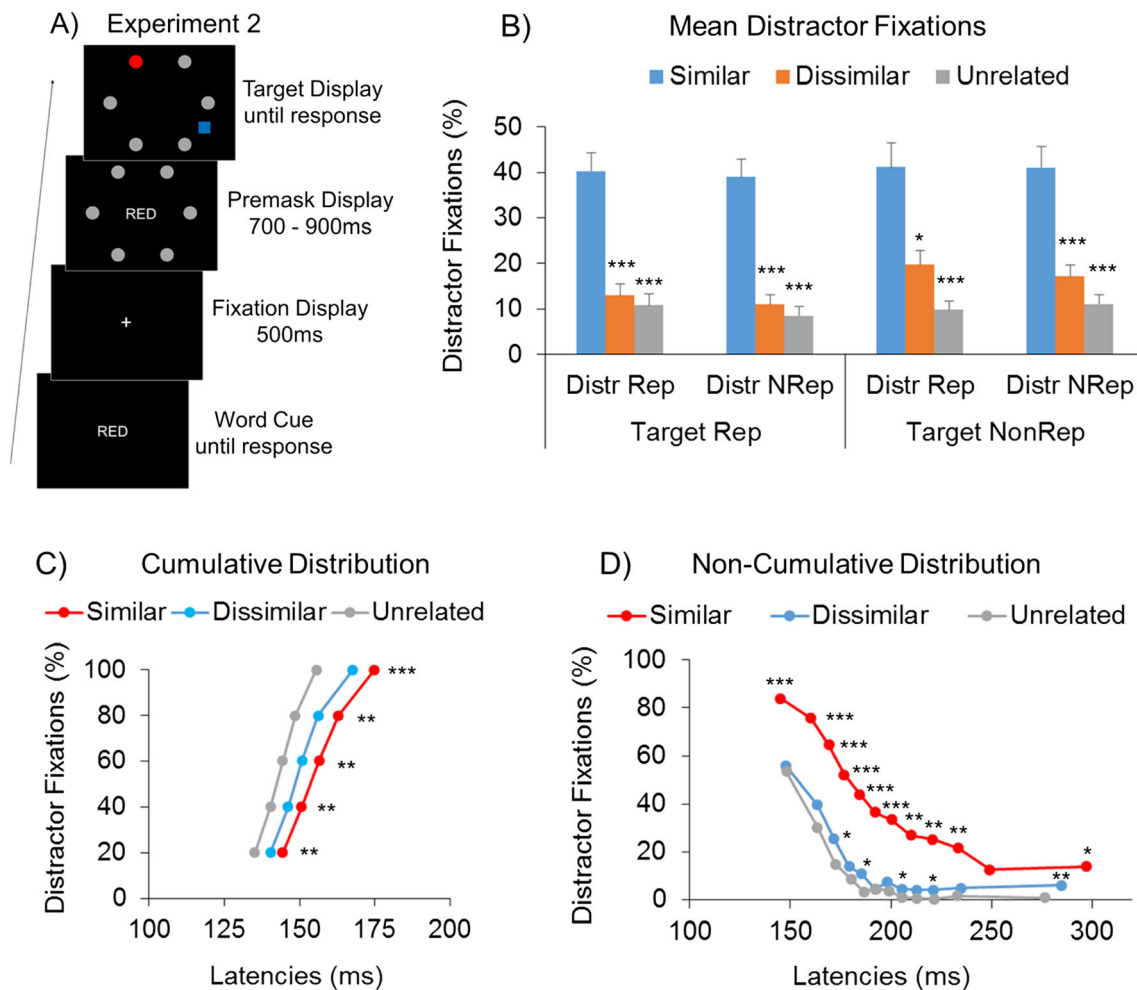 A) Experiment 2
Target Display
until response
RED
Premask Display
700 - 900ms
+
Fixation Display
500ms
RED
Word Cue
until response
B) Mean Distractor Fixations
Similar Dissimilar Unrelated
Distractor Fixations (%)
50
40
30
20
10
0
*** *** *** *** * *** *** ***
Distr Rep Distr NRep Distr Rep Distr NRep
Target Rep Target NonRep
C) Cumulative Distribution
Similar Dissimilar Unrelated
Distractor Fixations (%)
100
80
60
40
20
0
***
**
**
**
**
100 125 150 175 200
Latencies (ms)
D) Non-Cumulative Distribution
Similar Dissimilar Unrelated
Distractor Fixations (%)
100
80
60
40
20
0
*** *** *** *** *** *** ** ** ** *
* * * * **
100 150 200 250 300
Latencies (ms)